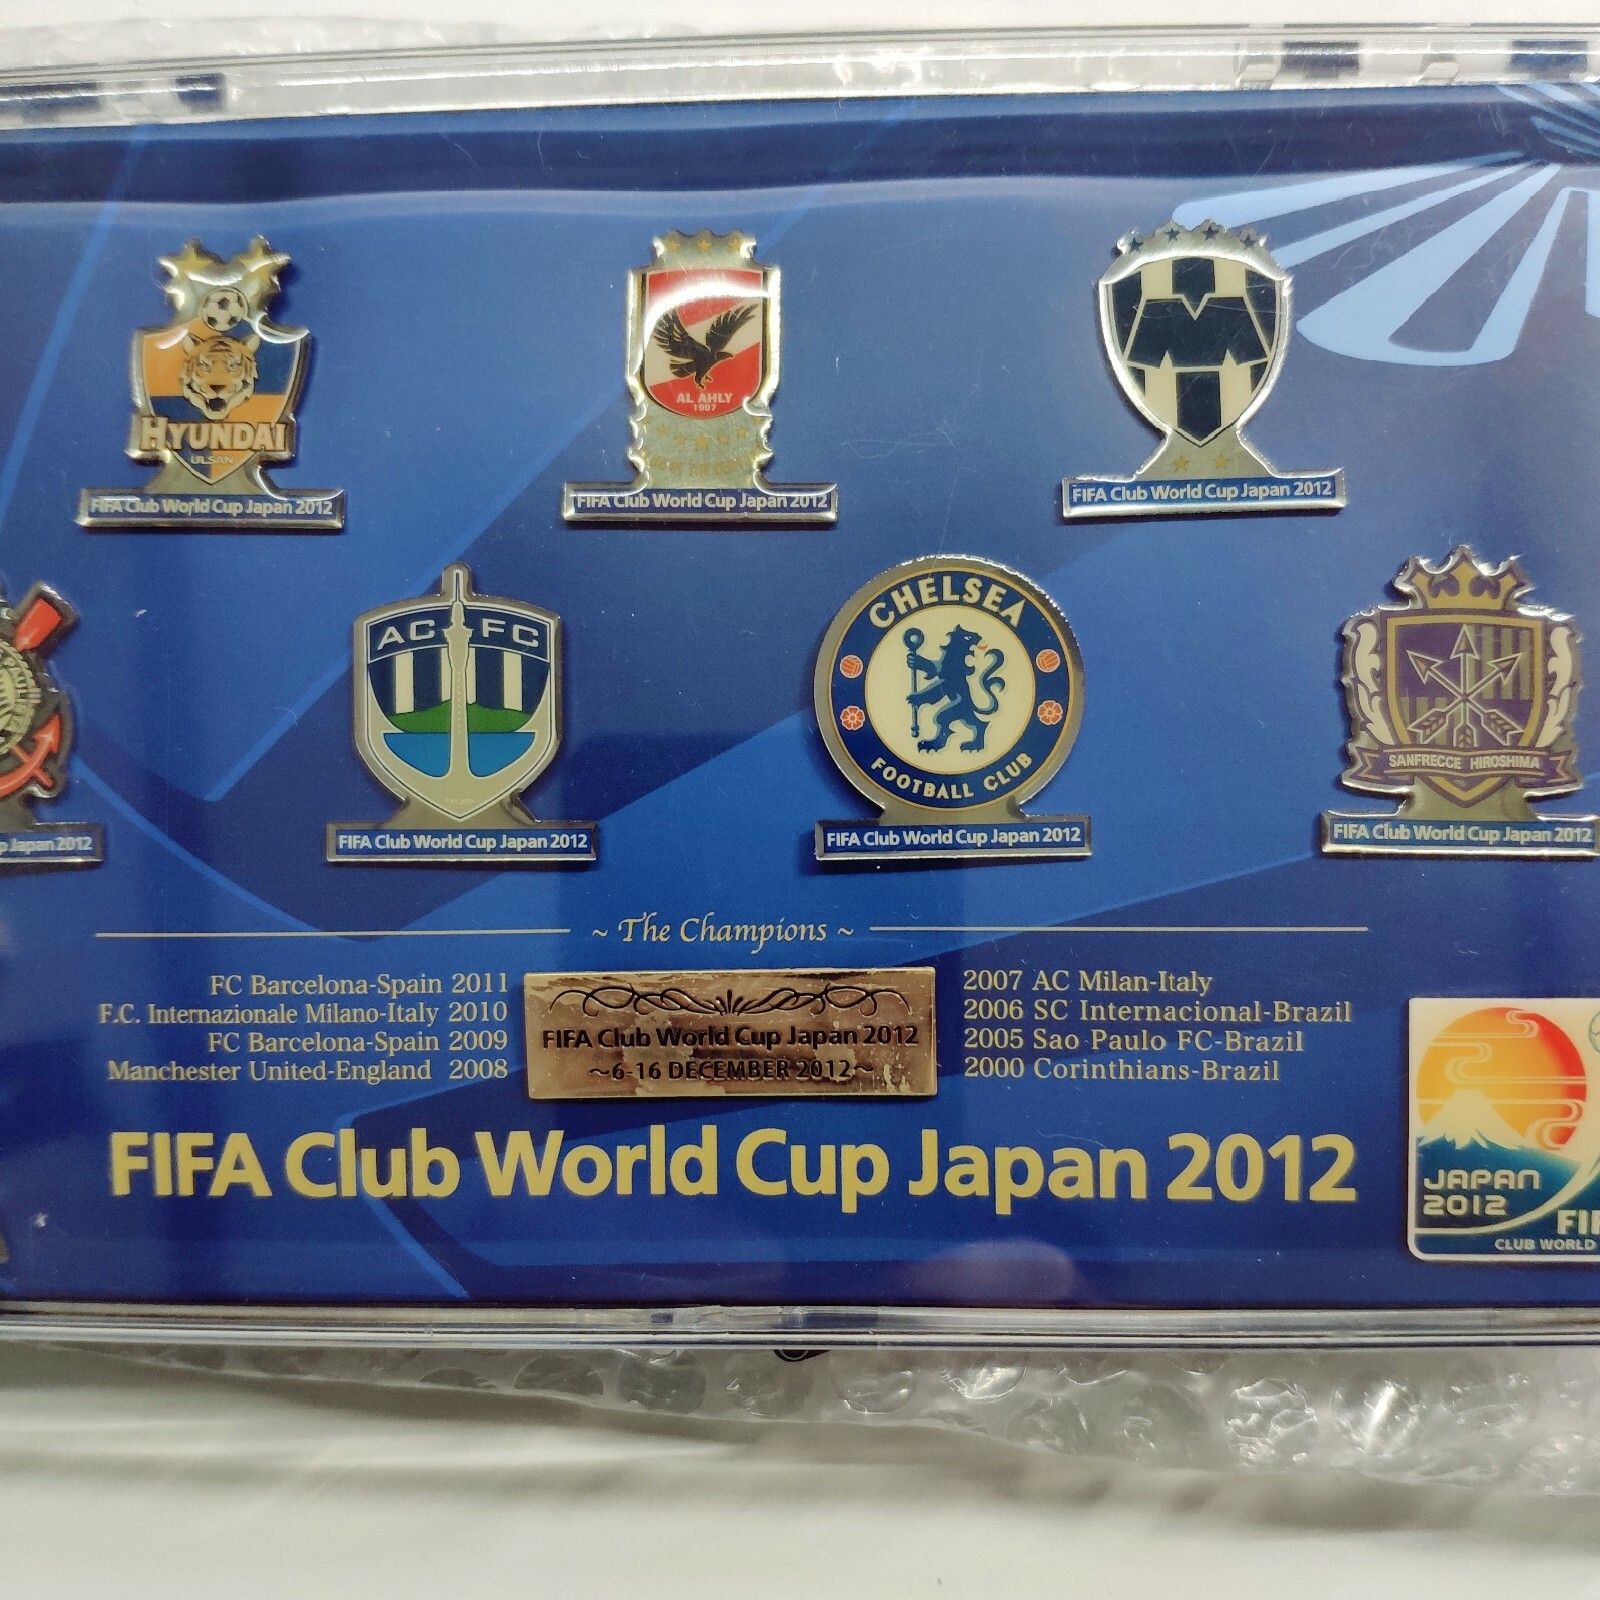 HYUNDAI
ULSAN
FIFA Club World Cup Japan 2012
AL AHLY
1907
FIFA Club World Cup Japan 2012
M
FIFA Club World Cup Japan 2012
p Japan 2012
AC FC
FIFA Club World Cup Japan 2012
CHELSEA
FOOTBALL CLUB
FIFA Club World Cup Japan 2012
SANFRECCE HIROSHIMA
FIFA Club World Cup Japan 2012
~ The Champions ~
FC Barcelona-Spain 2011
F.C. Internazionale Milano-Italy 2010
FC Barcelona-Spain 2009
Manchester United-England 2008
FIFA Club World Cup Japan 2012
~6-16 DECEMBER 2012~
2007 AC Milan-Italy
2006 SC Internacional-Brazil
2005 Sao Paulo FC-Brazil
2000 Corinthians-Brazil
FIFA Club World Cup Japan 2012
JAPAN
2012
FIF
CLUB WORLD